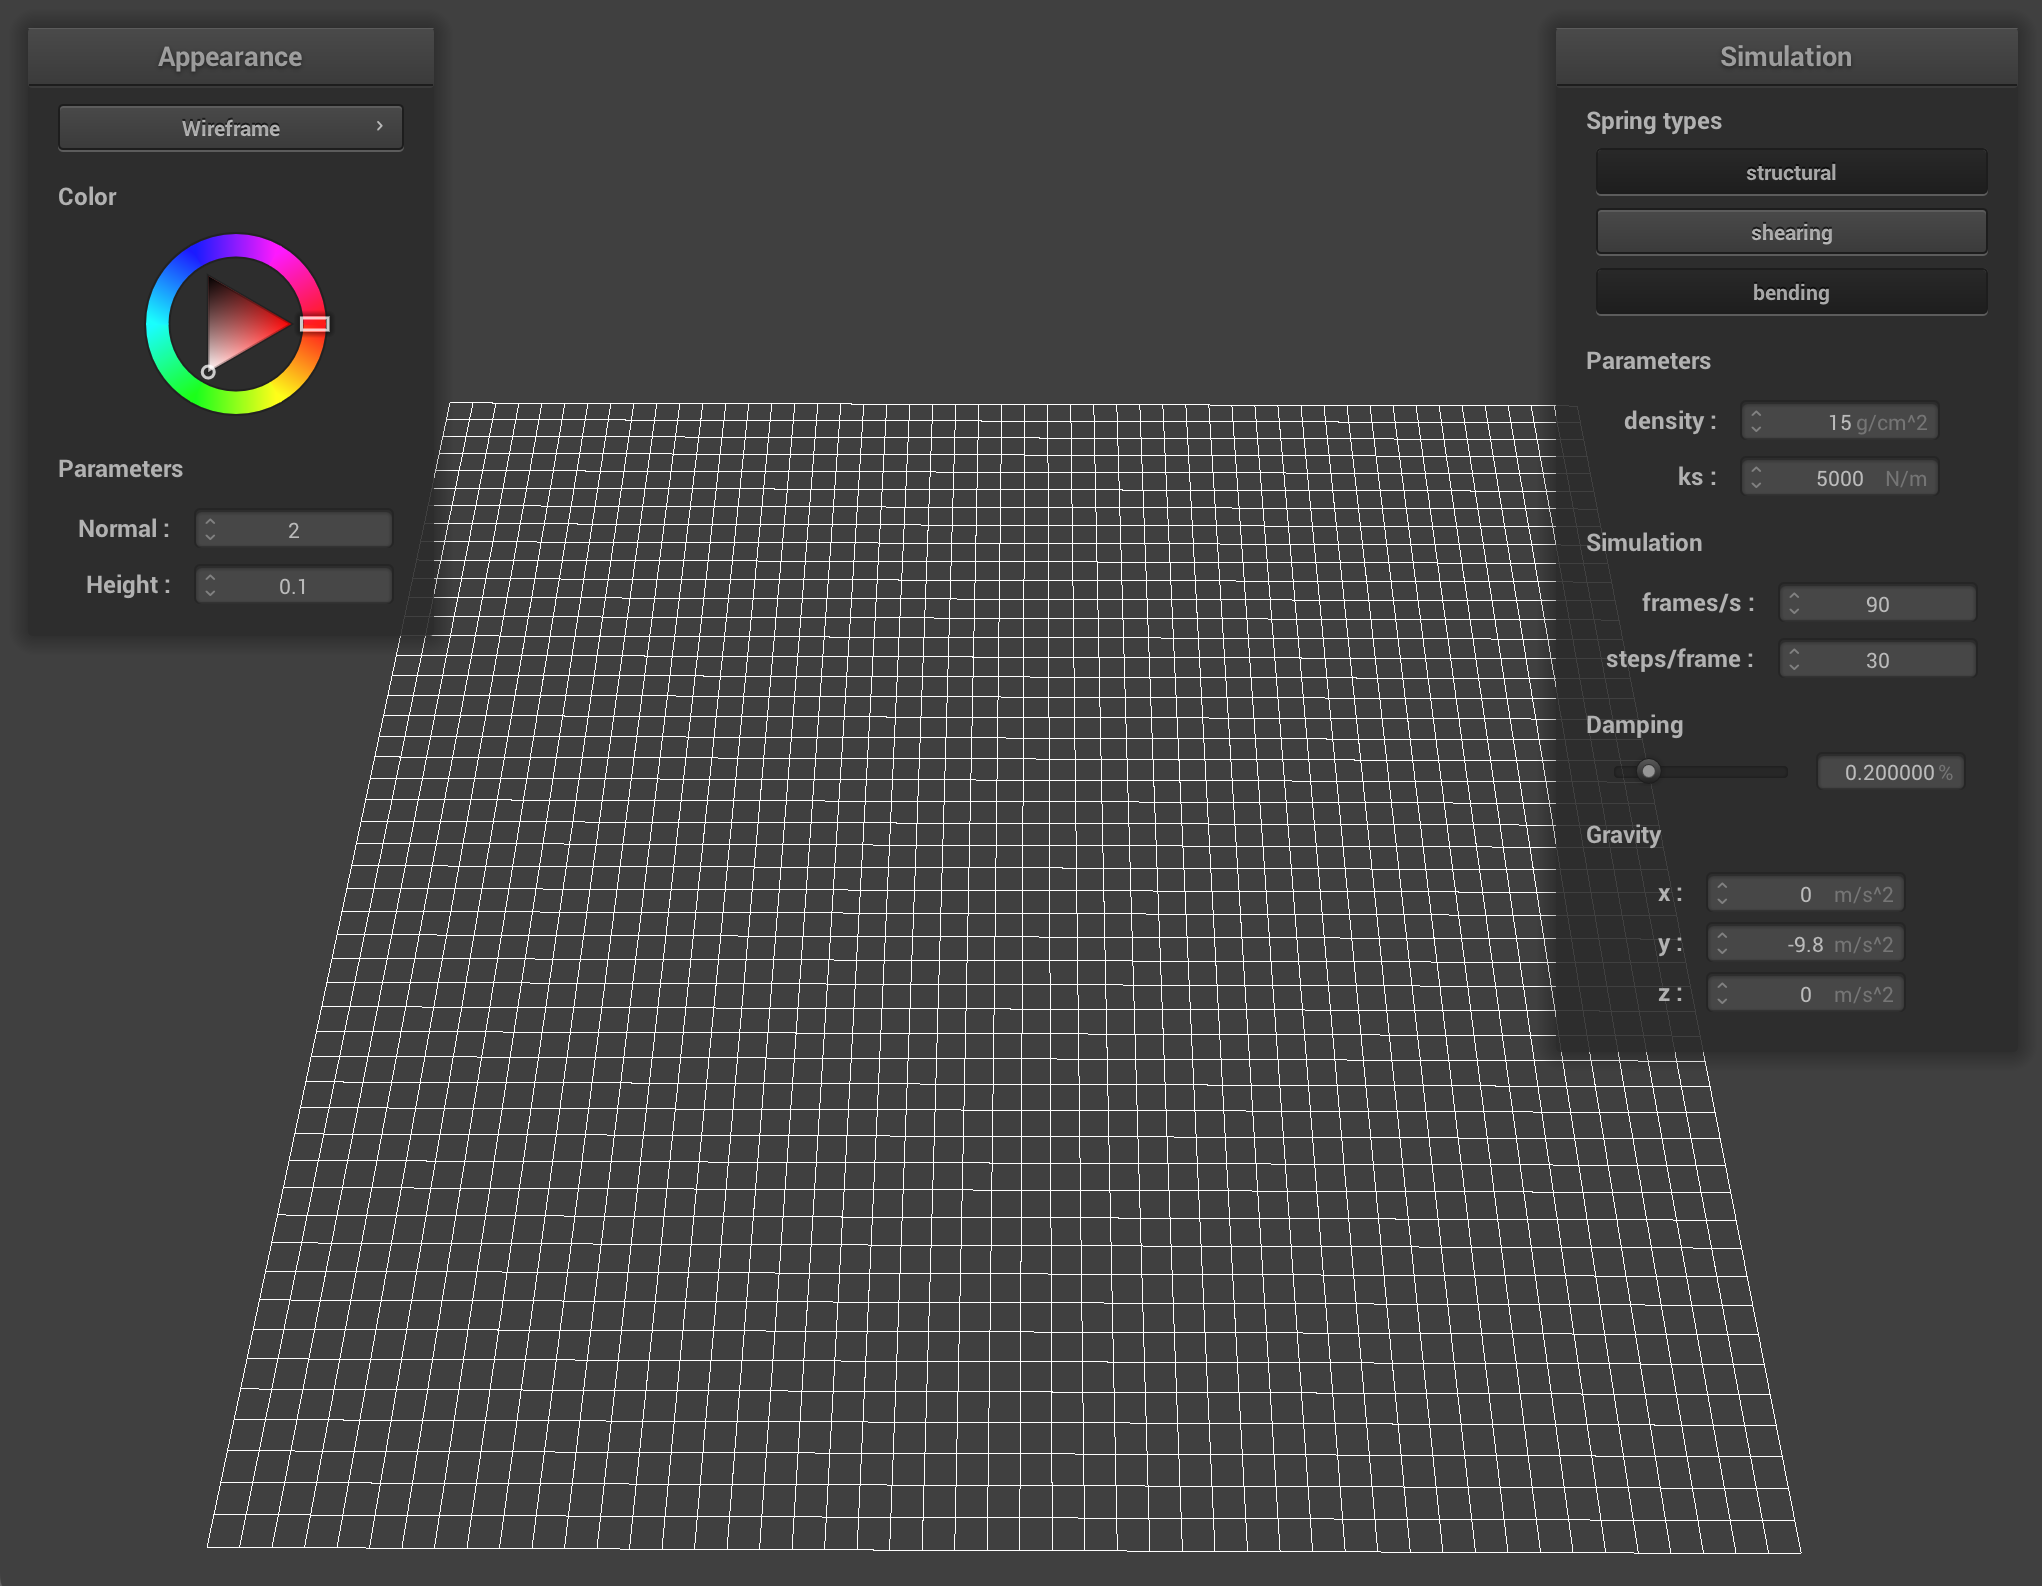 Appearance
Wireframe
Color
Parameters
Normal : 2
Height : 0.1
Simulation
Spring types
structural
shearing
bending
Parameters
density : 15 g/cm^2
ks : 5000 N/m
Simulation
frames/s : 90
steps/frame : 30
Damping
0.200000 %
Gravity
x : 0 m/s^2
y : -9.8 m/s^2
z : 0 m/s^2